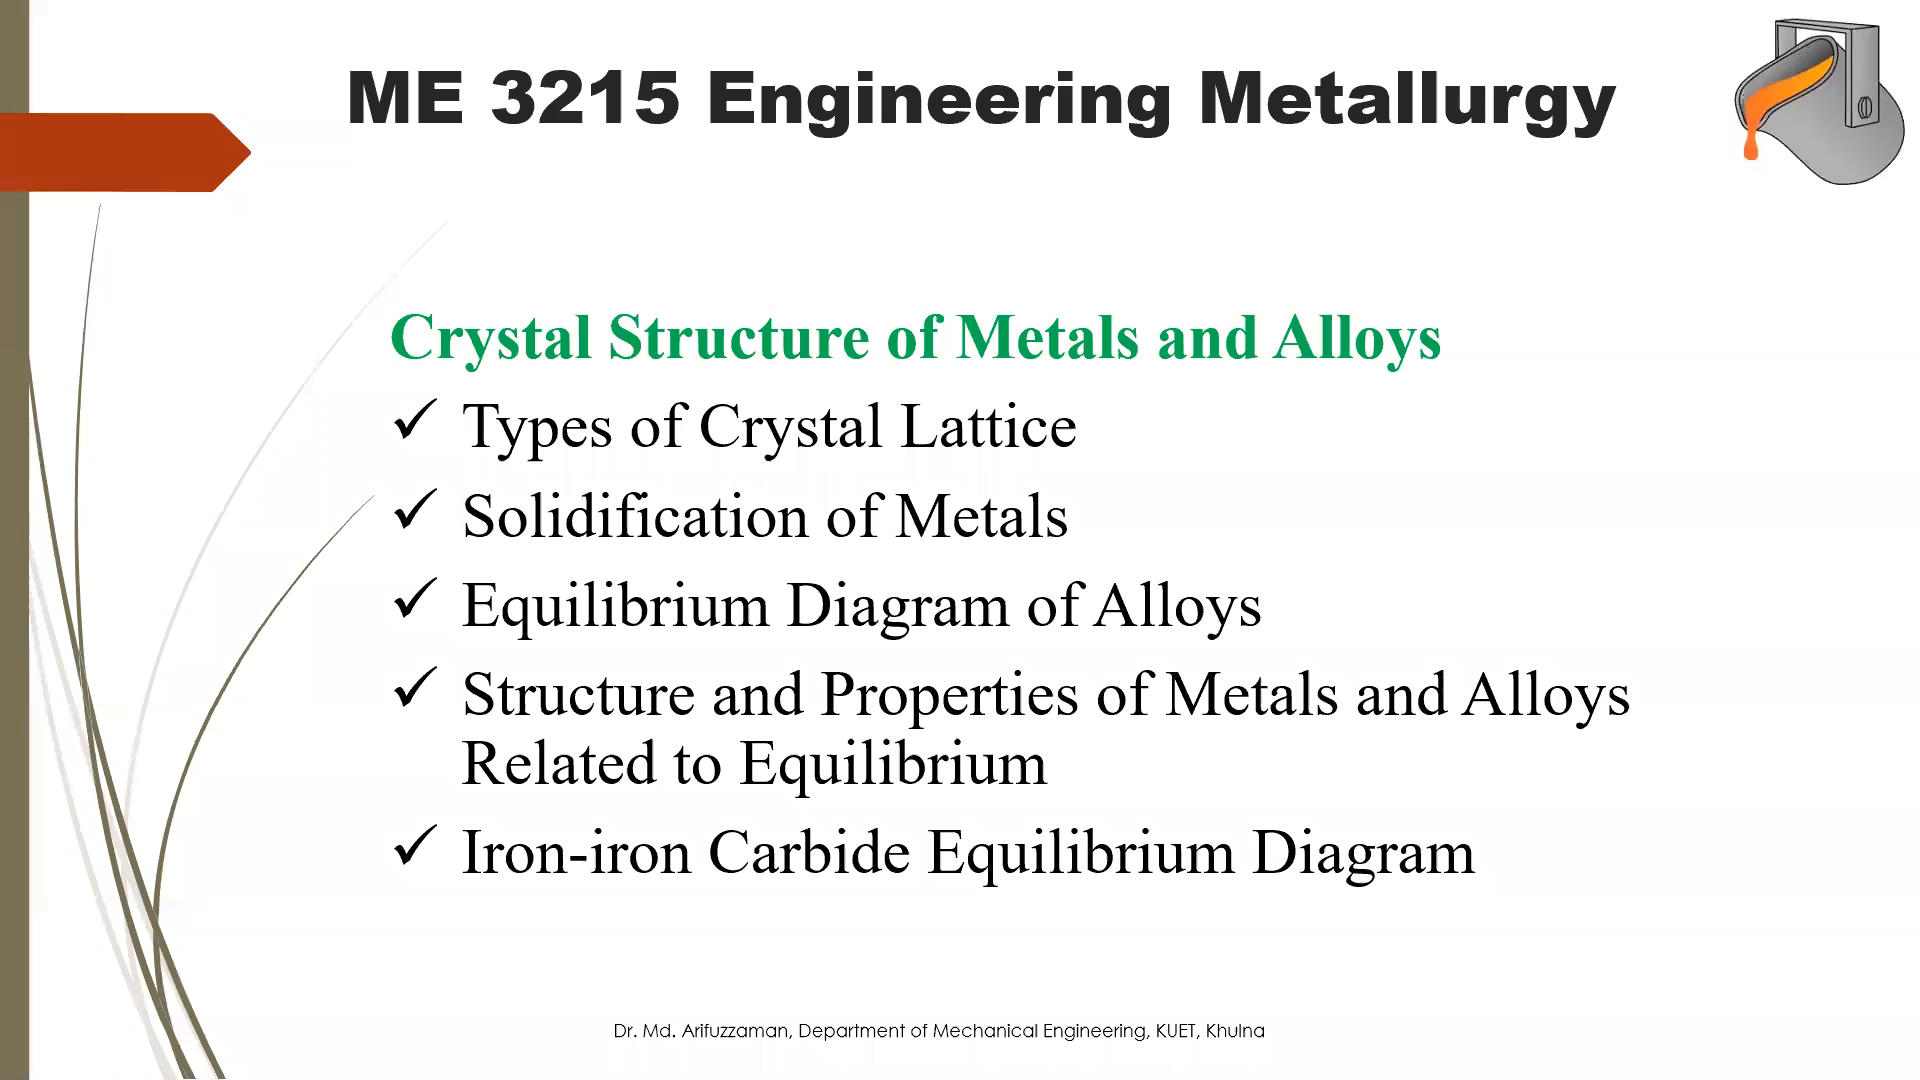 ME 3215 Engineering Metallurgy
Crystal Structure of Metals and Alloys
✓ Types of Crystal Lattice
✓ Solidification of Metals
✓ Equilibrium Diagram of Alloys
✓ Structure and Properties of Metals and Alloys
Related to Equilibrium
✓ Iron-iron Carbide Equilibrium Diagram
Dr. Md. Arifuzzaman, Department of Mechanical Engineering, KUET, Khulna